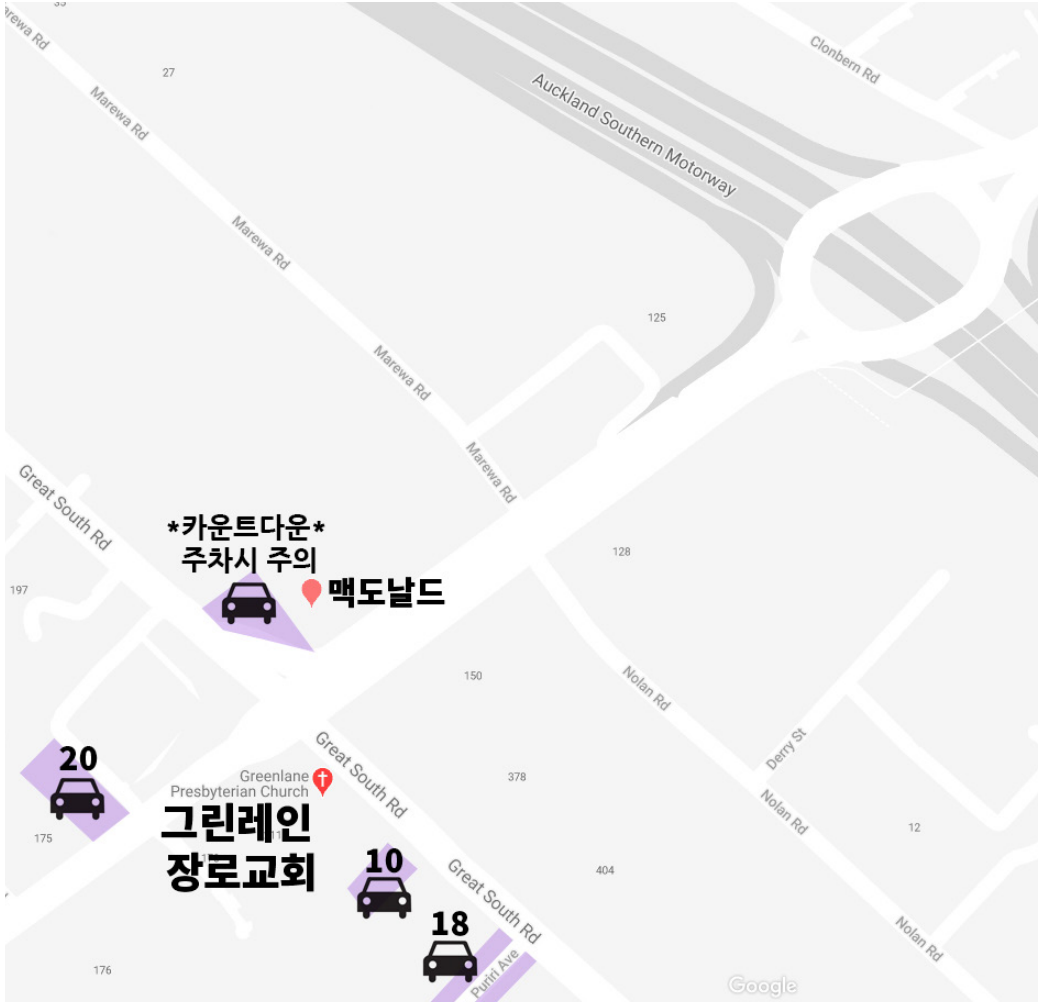 35
Marewa Rd
27
Marewa Rd
Clonbern Rd
Auckland Southern Motorway
Marewa Rd
125
Marewa Rd
Marewa Rd
Great South Rd
*카운트다운*
주차시 주의
맥도날드
197
128
150
Nolan Rd
Derry St
20
Great South Rd
Greenlane
Presbyterian Church
378
그린레인
장로교회
175
Nolan Rd
12
10
404
Great South Rd
18
Nolan Rd
176
Puriri Ave
Google